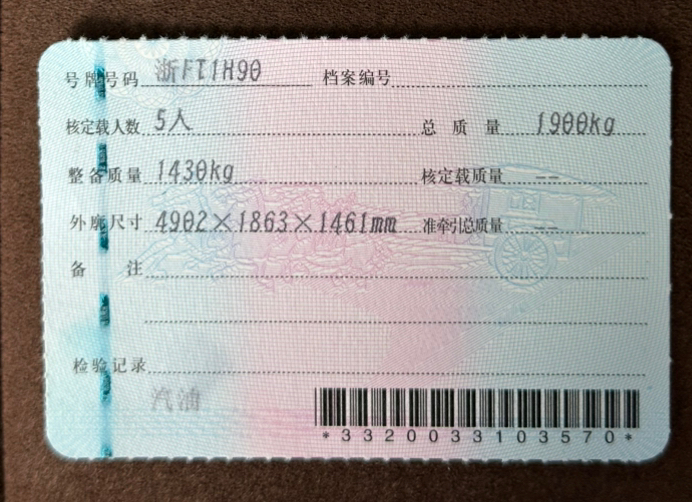 号牌号码 浙FI1H90 档案编号
核定载人数 5人 总质量 1900kg
整备质量 1430kg 核定载质量 --
外廓尺寸 4902×1863×1461mm 准牵引总质量 --
备注
检验记录
汽油
*3320033103570*